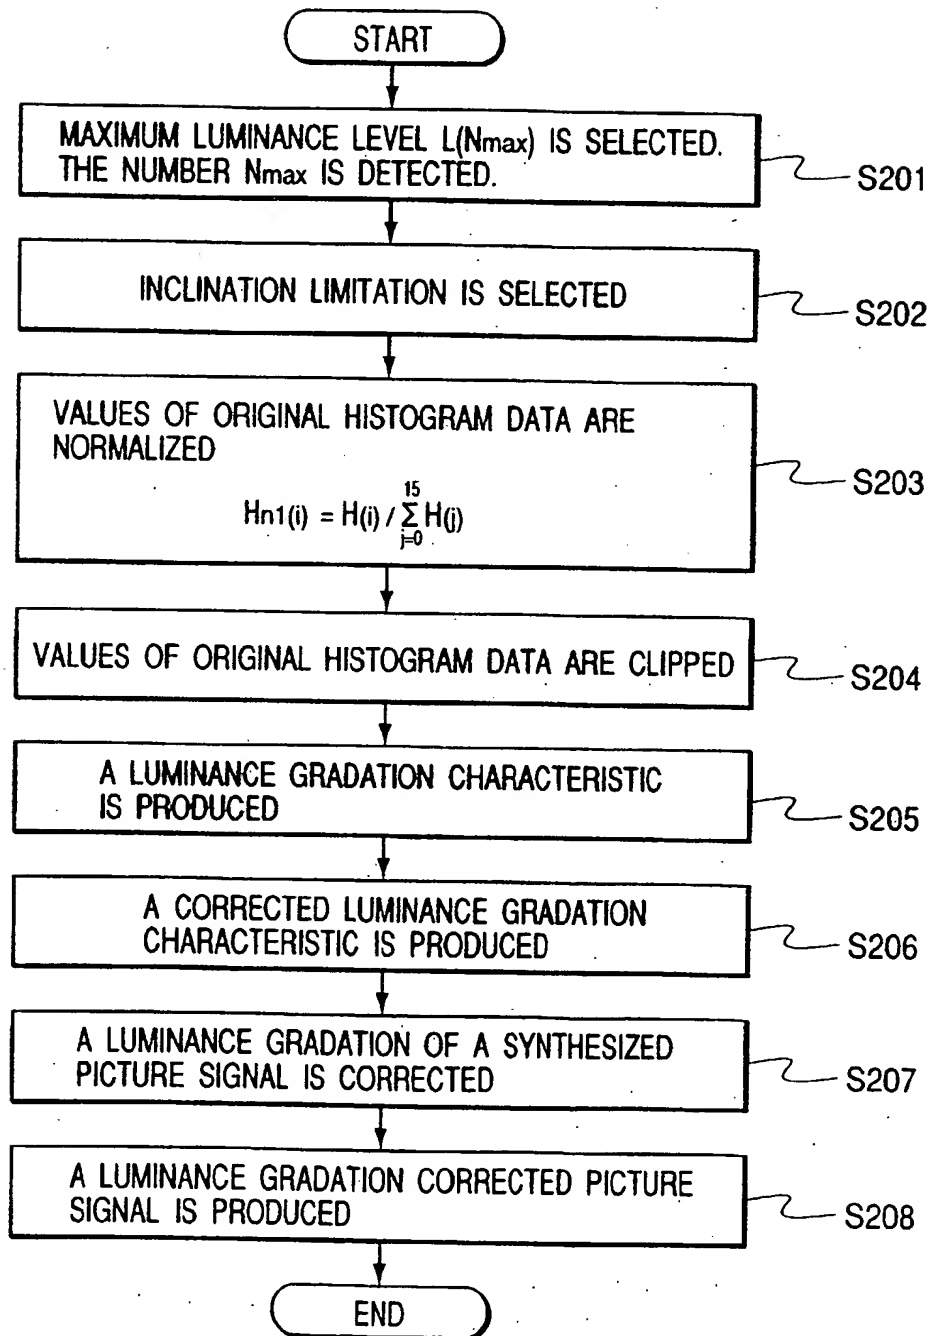 START
MAXIMUM LUMINANCE LEVEL L(Nmax) IS SELECTED.
THE NUMBER Nmax IS DETECTED.
S201
INCLINATION LIMITATION IS SELECTED
S202
VALUES OF ORIGINAL HISTOGRAM DATA ARE
NORMALIZED
Hn1(i) = H(i) / 15 Σ j=0 H(j)
S203
VALUES OF ORIGINAL HISTOGRAM DATA ARE CLIPPED
S204
A LUMINANCE GRADATION CHARACTERISTIC
IS PRODUCED
S205
A CORRECTED LUMINANCE GRADATION
CHARACTERISTIC IS PRODUCED
S206
A LUMINANCE GRADATION OF A SYNTHESIZED
PICTURE SIGNAL IS CORRECTED
S207
A LUMINANCE GRADATION CORRECTED PICTURE
SIGNAL IS PRODUCED
S208
END